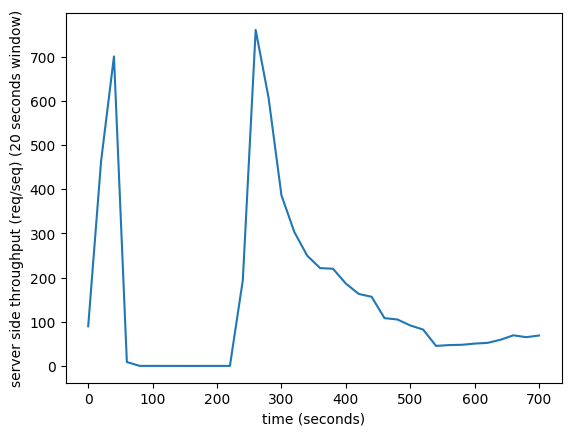 server side throughput (req/seq) (20 seconds window)
700
600
500
400
300
200
100
0
0 100 200 300 400 500 600 700
time (seconds)